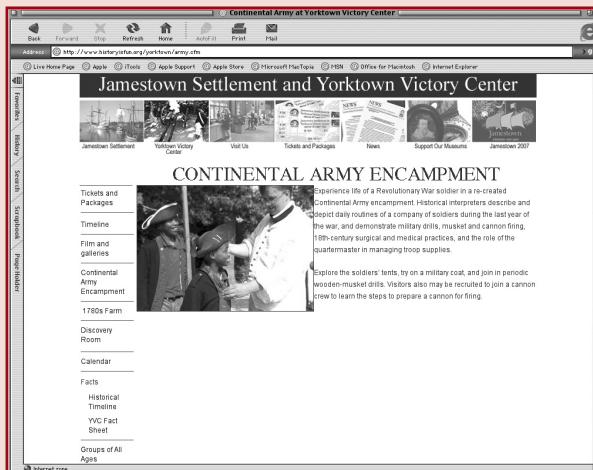 Continental Army at Yorktown Victory Center
Back Forward Stop Refresh Home AutoFill Print Mail
Address http://www.historyisfun.org/yorktown/army.cfm
Live Home Page Apple iTools Apple Support Apple Store Microsoft MacTopia MSN Office for Macintosh Internet Explorer
Favorites
History
Search
Scrapbook
Page Holder
Jamestown Settlement and Yorktown Victory Center
NEWS
Jamestown
Jamestown Settlement
Yorktown Victory
Center
Visit Us
Tickets and Packages
News
Support Our Museums
Jamestown 2007
CONTINENTAL ARMY ENCAMPMENT
Tickets and
Packages
Timeline
Film and
galleries
Continental
Army
Encampment
1780s Farm
Discovery
Room
Calendar
Facts
Historical
Timeline
YVC Fact
Sheet
Groups of All
Ages
Experience life of a Revolutionary War soldier in a re-created
Continental Army encampment. Historical interpreters describe and
depict daily routines of a company of soldiers during the last year of
the war, and demonstrate military drills, musket and cannon firing,
18th-century surgical and medical practices, and the role of the
quartermaster in managing troop supplies.
Explore the soldiers' tents, try on a military coat, and join in periodic
wooden-musket drills. Visitors also may be recruited to join a cannon
crew to learn the steps to prepare a cannon for firing.
Internet zone